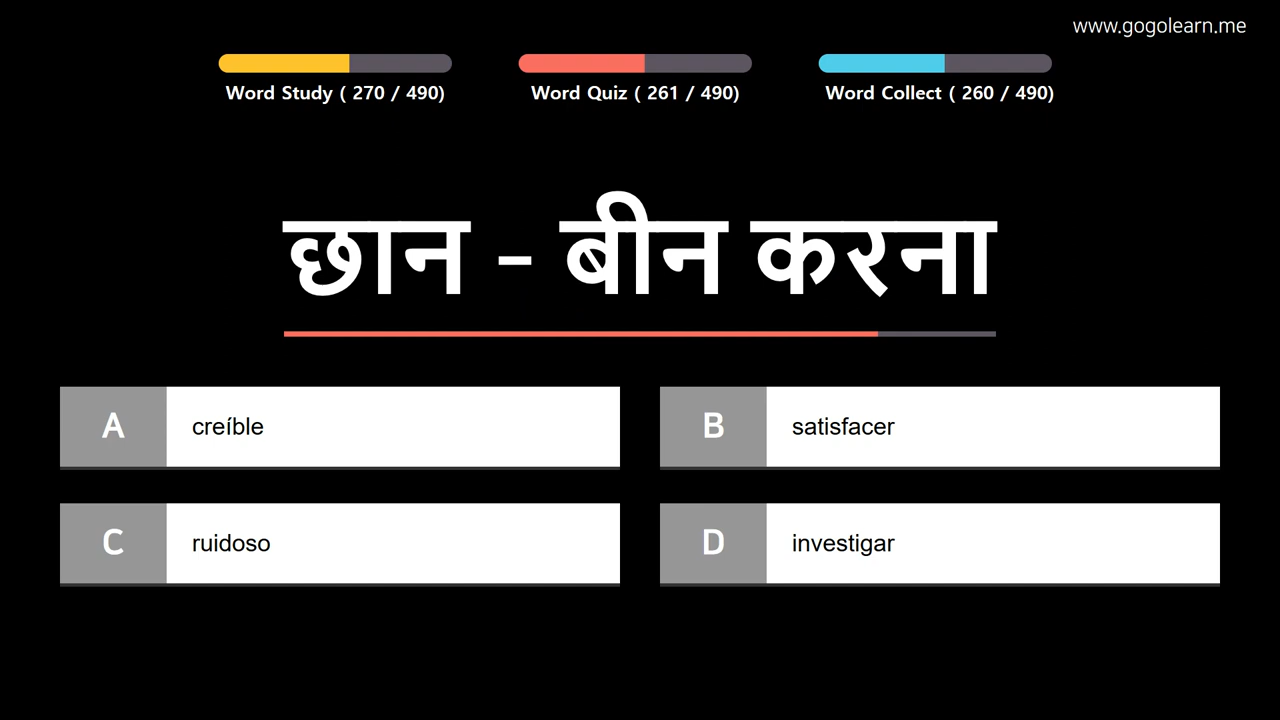 www.gogolearn.me
Word Study ( 270 / 490)
Word Quiz ( 261 / 490)
Word Collect ( 260 / 490)
छान - बीन करना
A
creíble
B
satisfacer
C
ruidoso
D
investigar